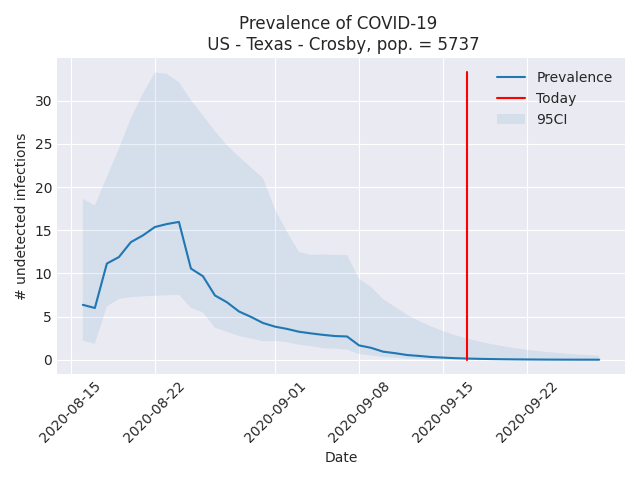 Prevalence of COVID-19
US - Texas - Crosby, pop. = 5737
Prevalence
Today
95CI
# undetected infections
30
25
20
15
10
5
0
2020-08-15
2020-08-22
2020-09-01
2020-09-08
2020-09-15
2020-09-22
Date